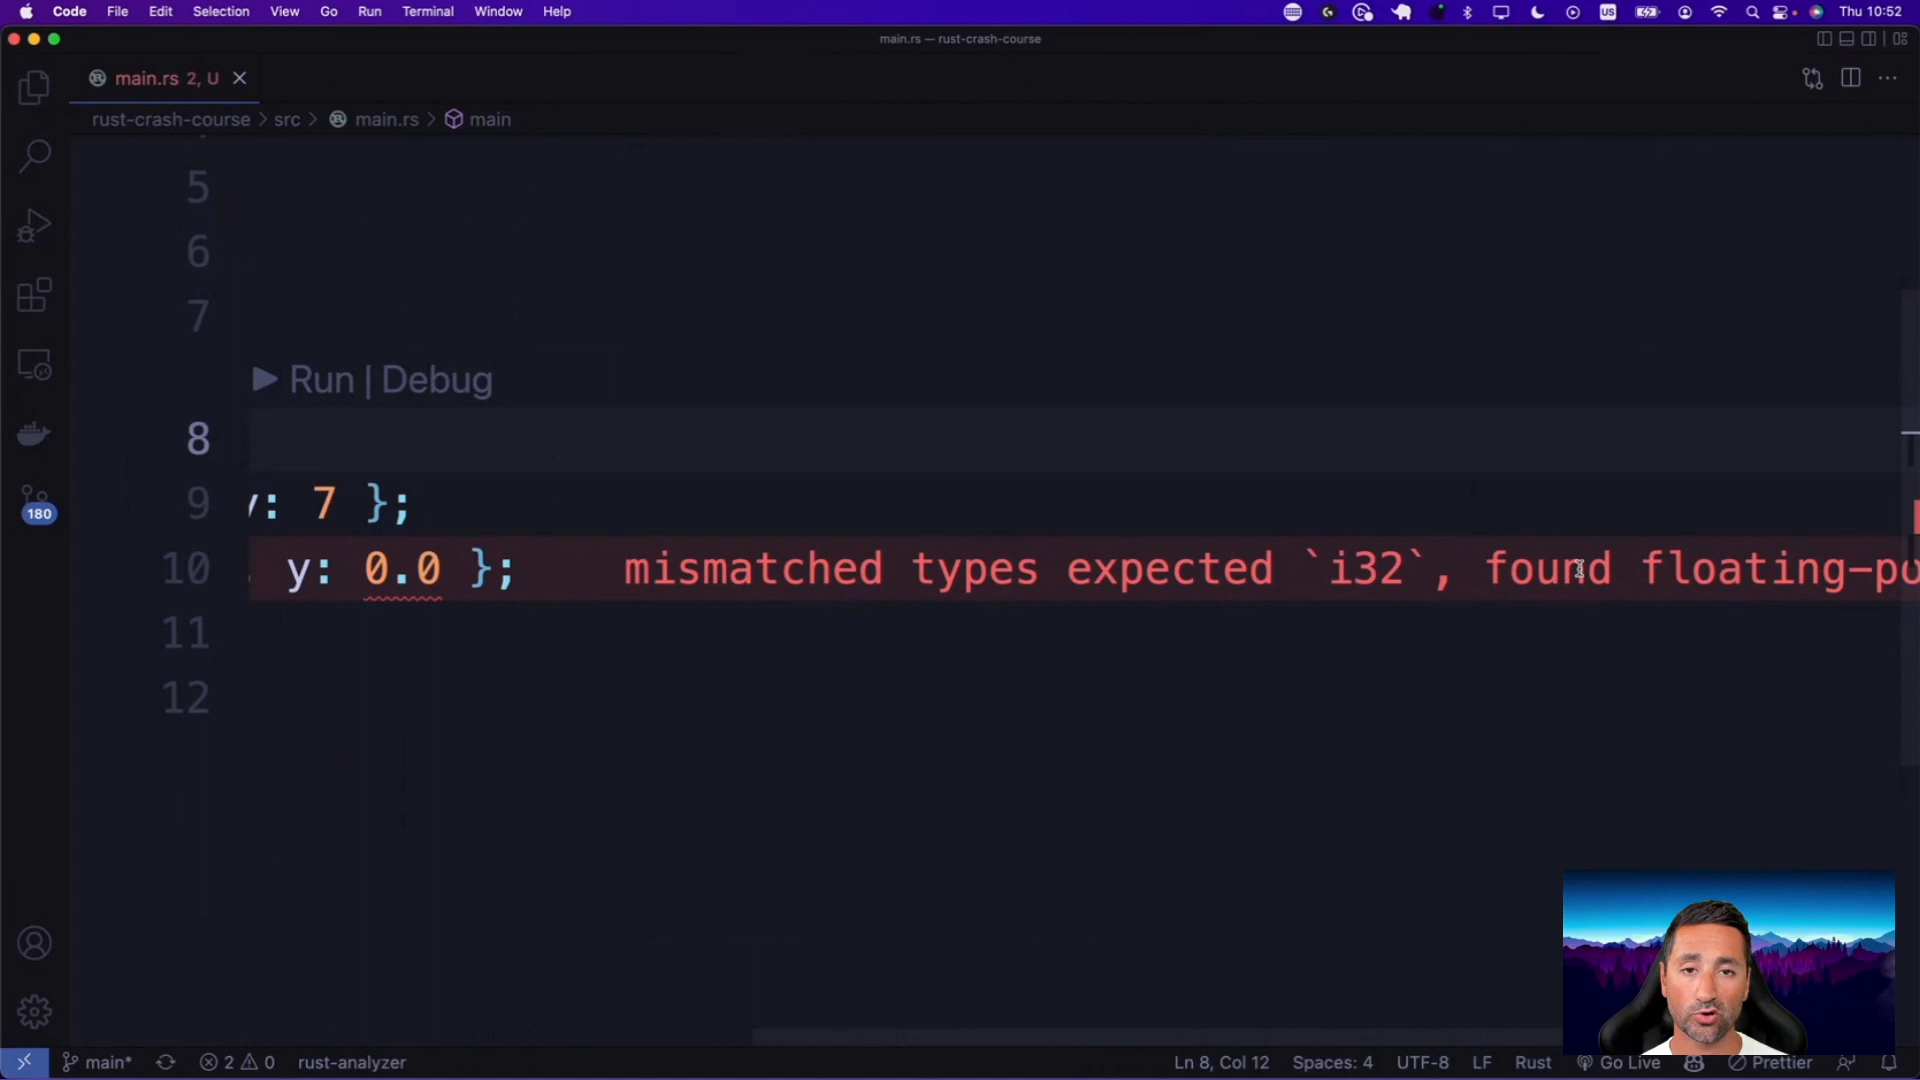 Code File Edit Selection View Go Run Terminal Window Help US Thu 10:52
main.rs — rust-crash-course
main.rs 2, U
rust-crash-course > src > main.rs > main
5
6
7
Run | Debug
8
9 y: 7 };
10 y: 0.0 }; mismatched types expected `i32`, found floating-po
11
12
180
main* 2 0 rust-analyzer Ln 8, Col 12 Spaces: 4 UTF-8 LF Rust Go Live Prettier